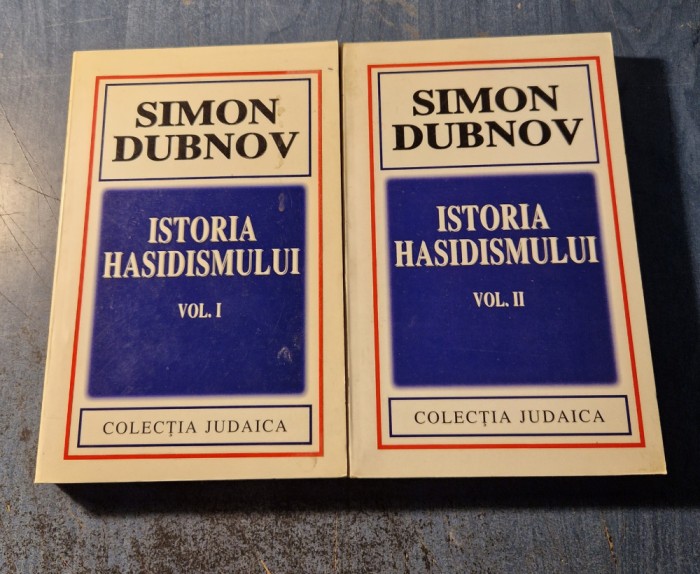 SIMON
DUBNOV
ISTORIA
HASIDISMULUI
VOL. I
COLECȚIA JUDAICA
SIMON
DUBNOV
ISTORIA
HASIDISMULUI
VOL. II
COLECȚIA JUDAICA